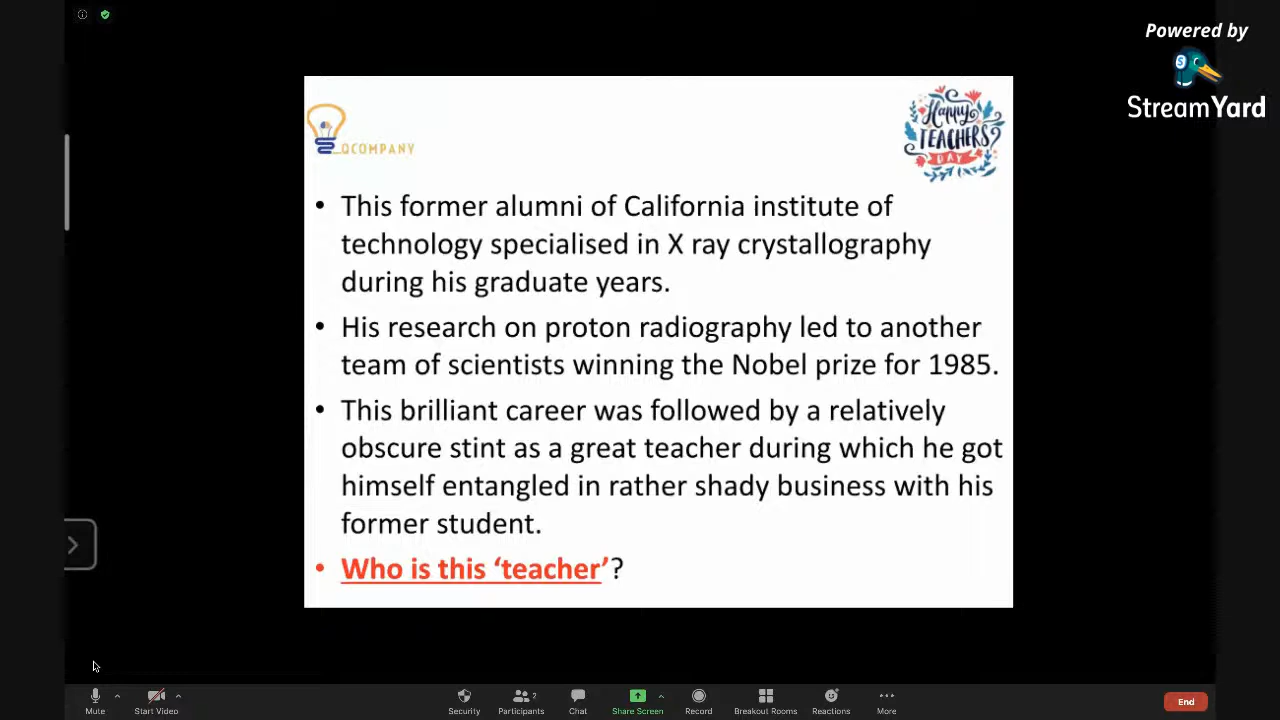 Powered by
StreamYard
QCOMPANY
Happy
TEACHERS'
DAY
• This former alumni of California institute of
technology specialised in X ray crystallography
during his graduate years.
• His research on proton radiography led to another
team of scientists winning the Nobel prize for 1985.
• This brilliant career was followed by a relatively
obscure stint as a great teacher during which he got
himself entangled in rather shady business with his
former student.
• Who is this ‘teacher’?
Mute
Start Video
Security
Participants
2
Chat
Share Screen
Record
Breakout Rooms
Reactions
More
End